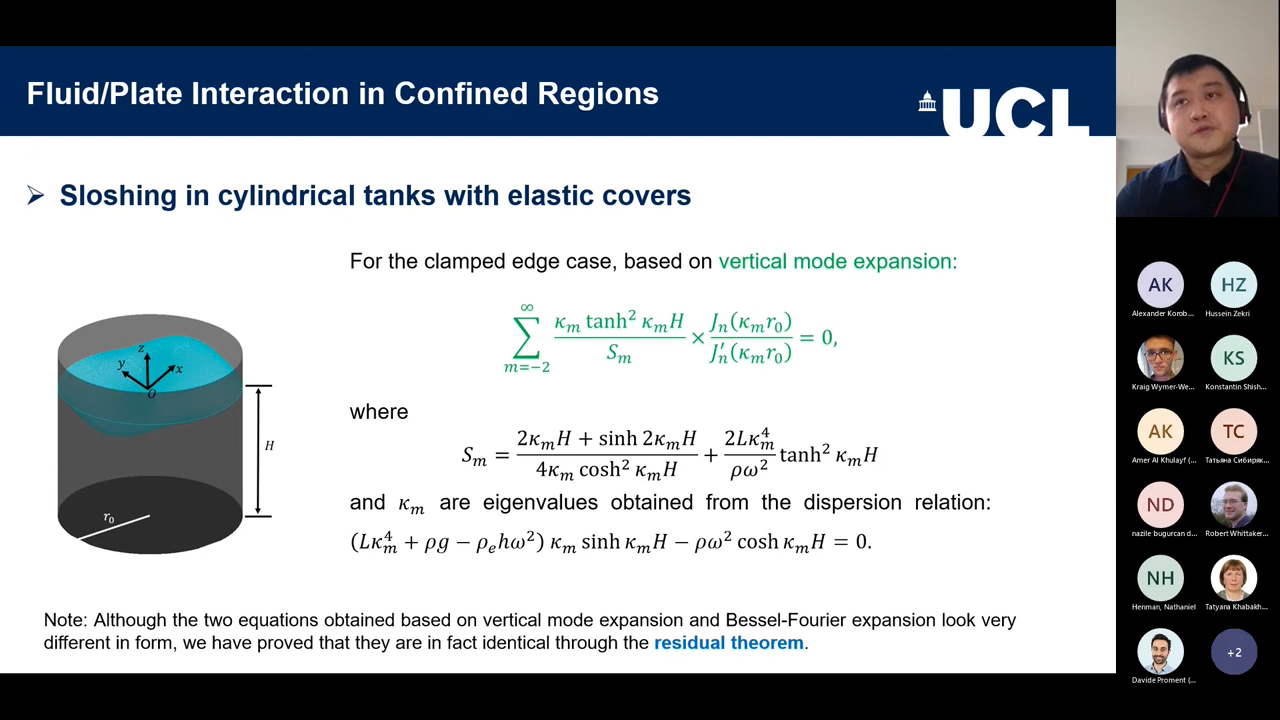 Fluid/Plate Interaction in Confined Regions
UCL
➢ Sloshing in cylindrical tanks with elastic covers
For the clamped edge case, based on vertical mode expansion:
∑_{m=−2}^{∞} (κ_m tanh² κ_m H / S_m) × (J_n(κ_m r_0) / J′_n(κ_m r_0)) = 0,
where
S_m = (2κ_m H + sinh 2κ_m H) / (4κ_m cosh² κ_m H) + (2Lκ_m^4 / ρω²) tanh² κ_m H
and κ_m are eigenvalues obtained from the dispersion relation:
(Lκ_m^4 + ρg − ρ_e hω²) κ_m sinh κ_m H − ρω² cosh κ_m H = 0.
z
y
x
O
H
r_0
Note: Although the two equations obtained based on vertical mode expansion and Bessel-Fourier expansion look very
different in form, we have proved that they are in fact identical through the residual theorem.
AK
HZ
Alexander Korob...
Hussein Zekri
KS
Kraig Wymer-We...
Konstantin Shish...
AK
TC
Amer Al Khulayf (...
Татьяна Сибиряк...
ND
nazile bugurcan d...
Robert Whittaker...
NH
Henman, Nathaniel
Tatyana Khabakh...
+2
Davide Proment (...